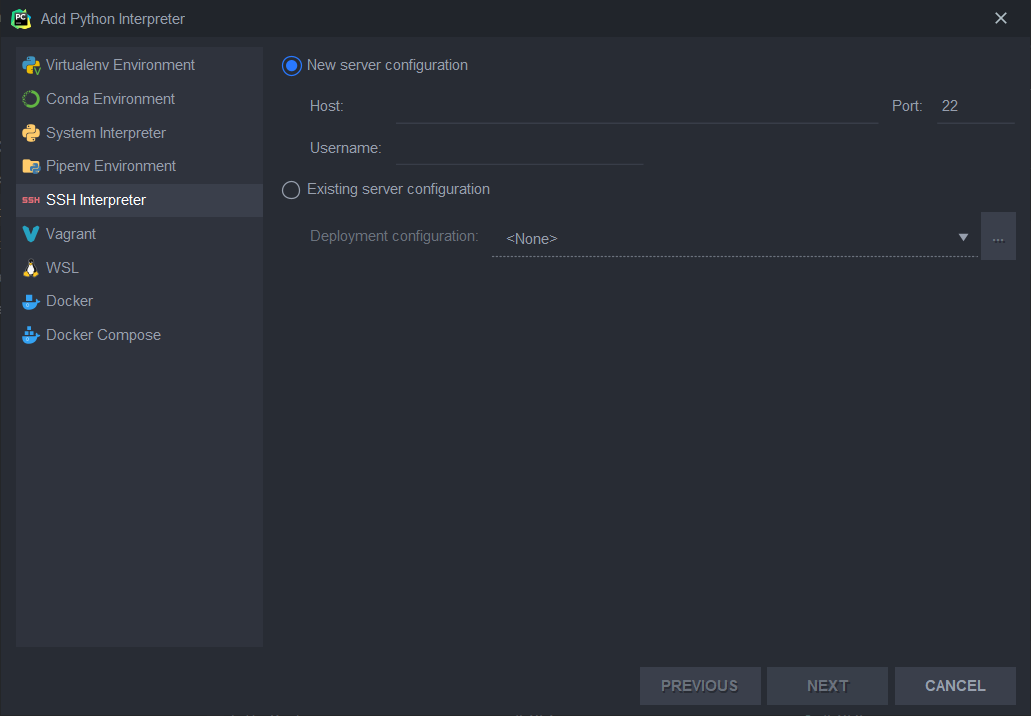 PC Add Python Interpreter
Virtualenv Environment
Conda Environment
System Interpreter
Pipenv Environment
SSH SSH Interpreter
Vagrant
WSL
Docker
Docker Compose
New server configuration
Host: Port: 22
Username:
Existing server configuration
Deployment configuration: <None> ...
PREVIOUS NEXT CANCEL